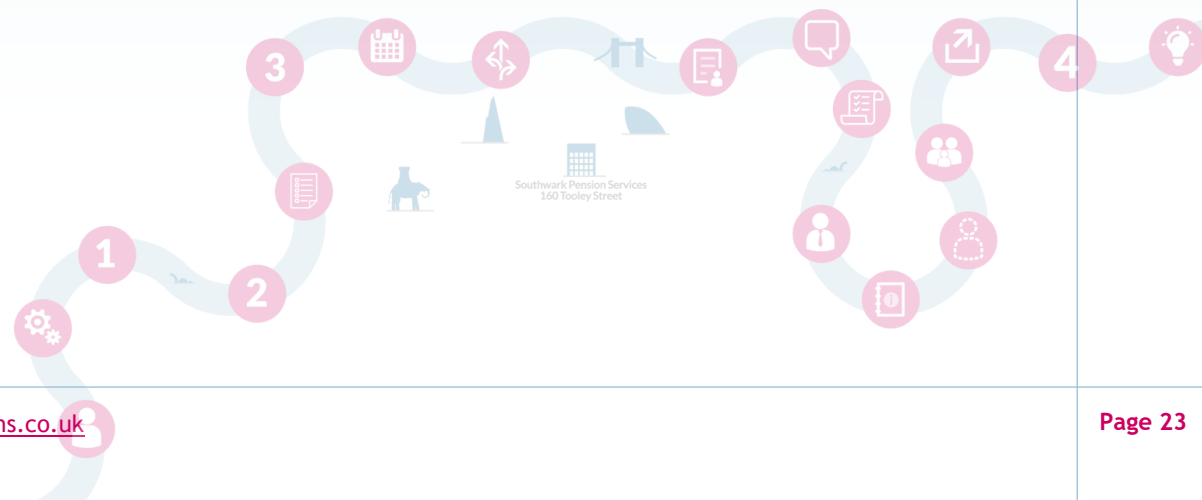 3
4
Southwark Pension Services
160 Tooley Street
1
2
ns.co.uk
Page 23